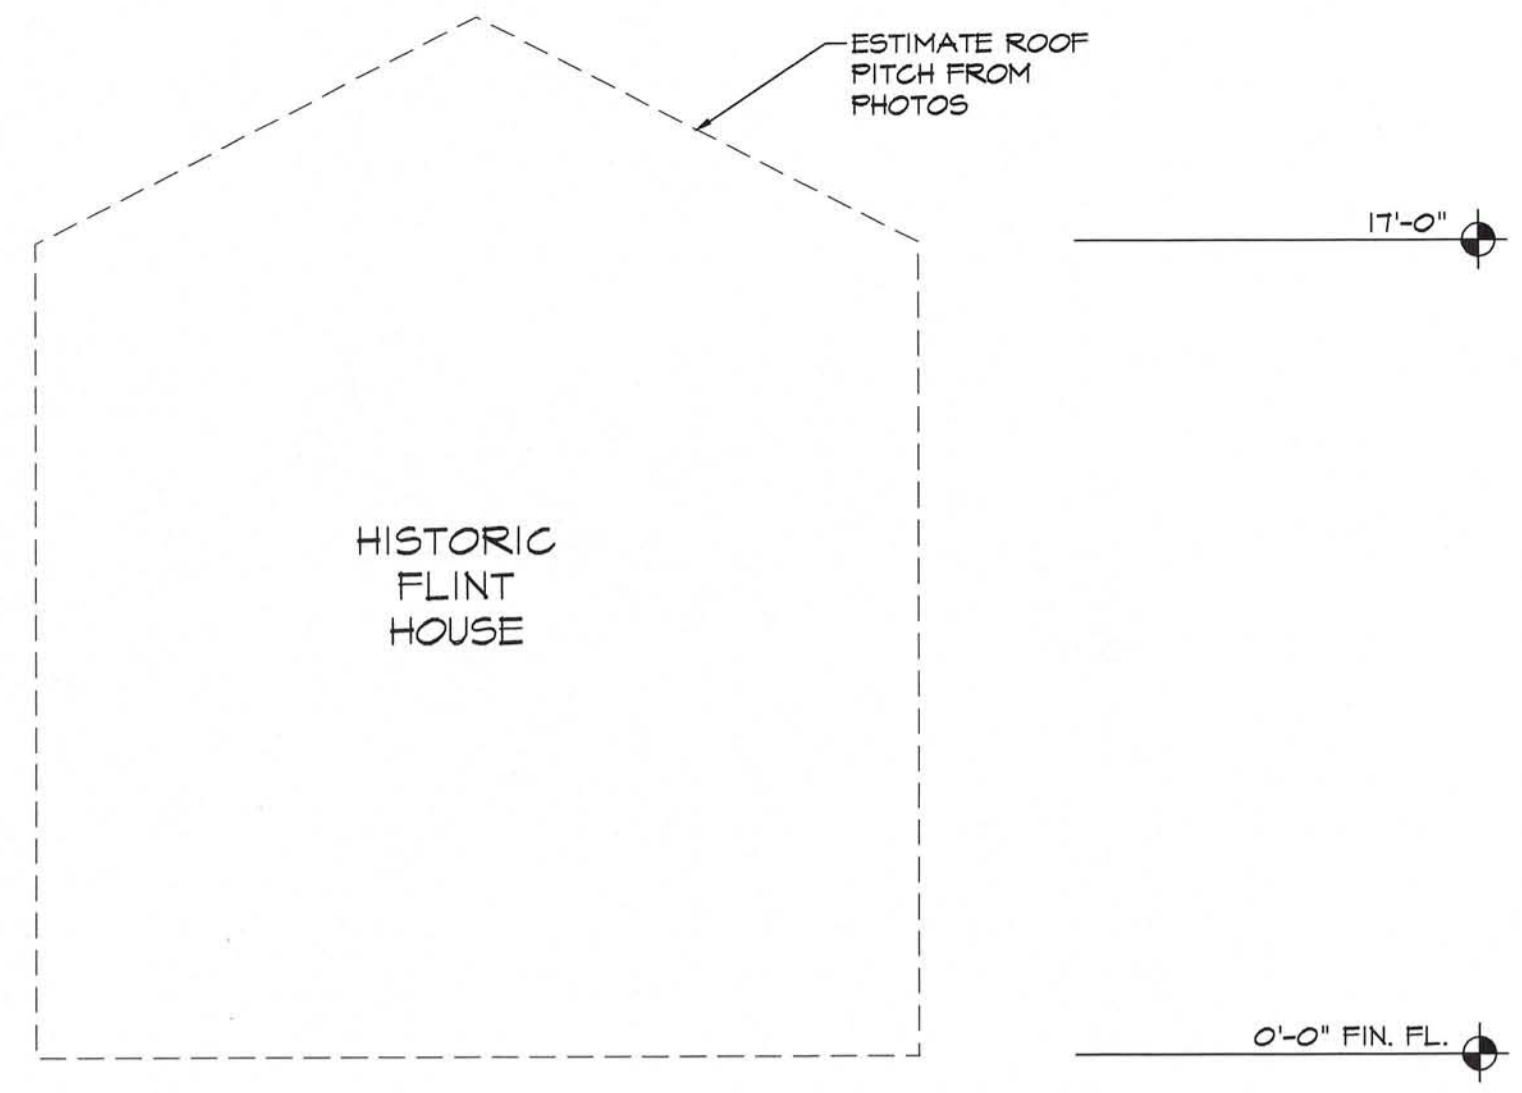 ESTIMATE ROOF
PITCH FROM
PHOTOS
17'-0"
HISTORIC
FLINT
HOUSE
0'-0" FIN. FL.